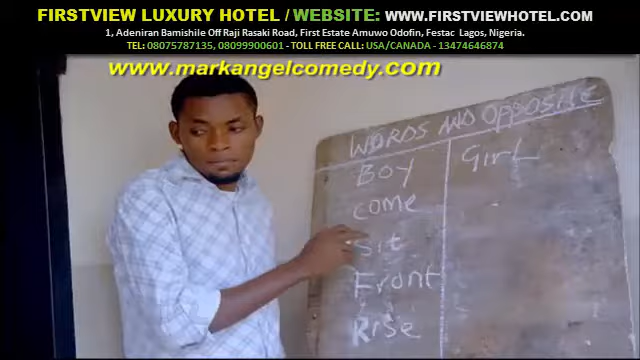 FIRSTVIEW LUXURY HOTEL / WEBSITE: WWW.FIRSTVIEWHOTEL.COM
1, Adeniran Bamishile Off Raji Rasaki Road, First Estate Amuwo Odofin, Festac Lagos, Nigeria.
TEL: 08075787135, 08099900601 - TOLL FREE CALL: USA/CANADA - 13474646874
www.markangelcomedy.com
WORDS AND OPPOSITE
BOY Girl
come
Sit
Front
Rise